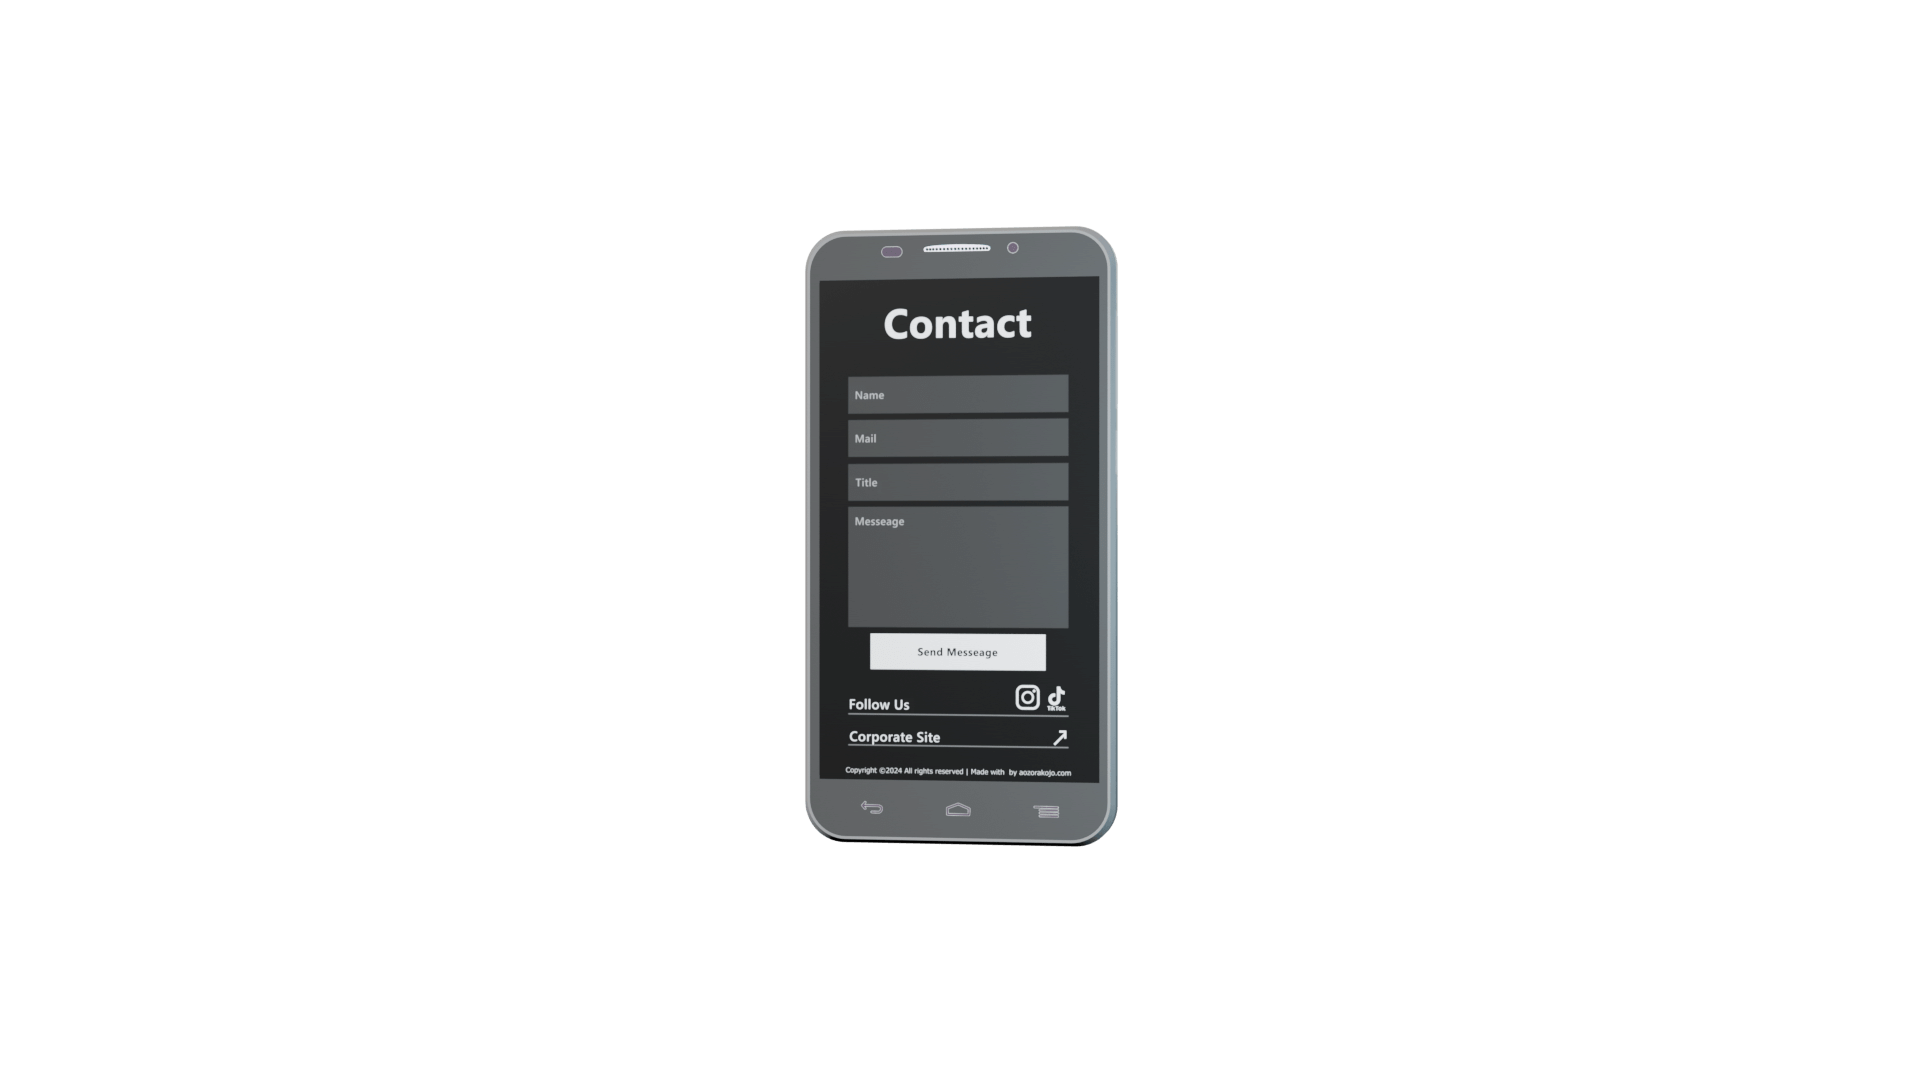 Contact
Name
Mail
Title
Messeage
Send Messeage
Follow Us
TikTok
Corporate Site
Copyright ©2024 All rights reserved | Made with by aozorakojo.com